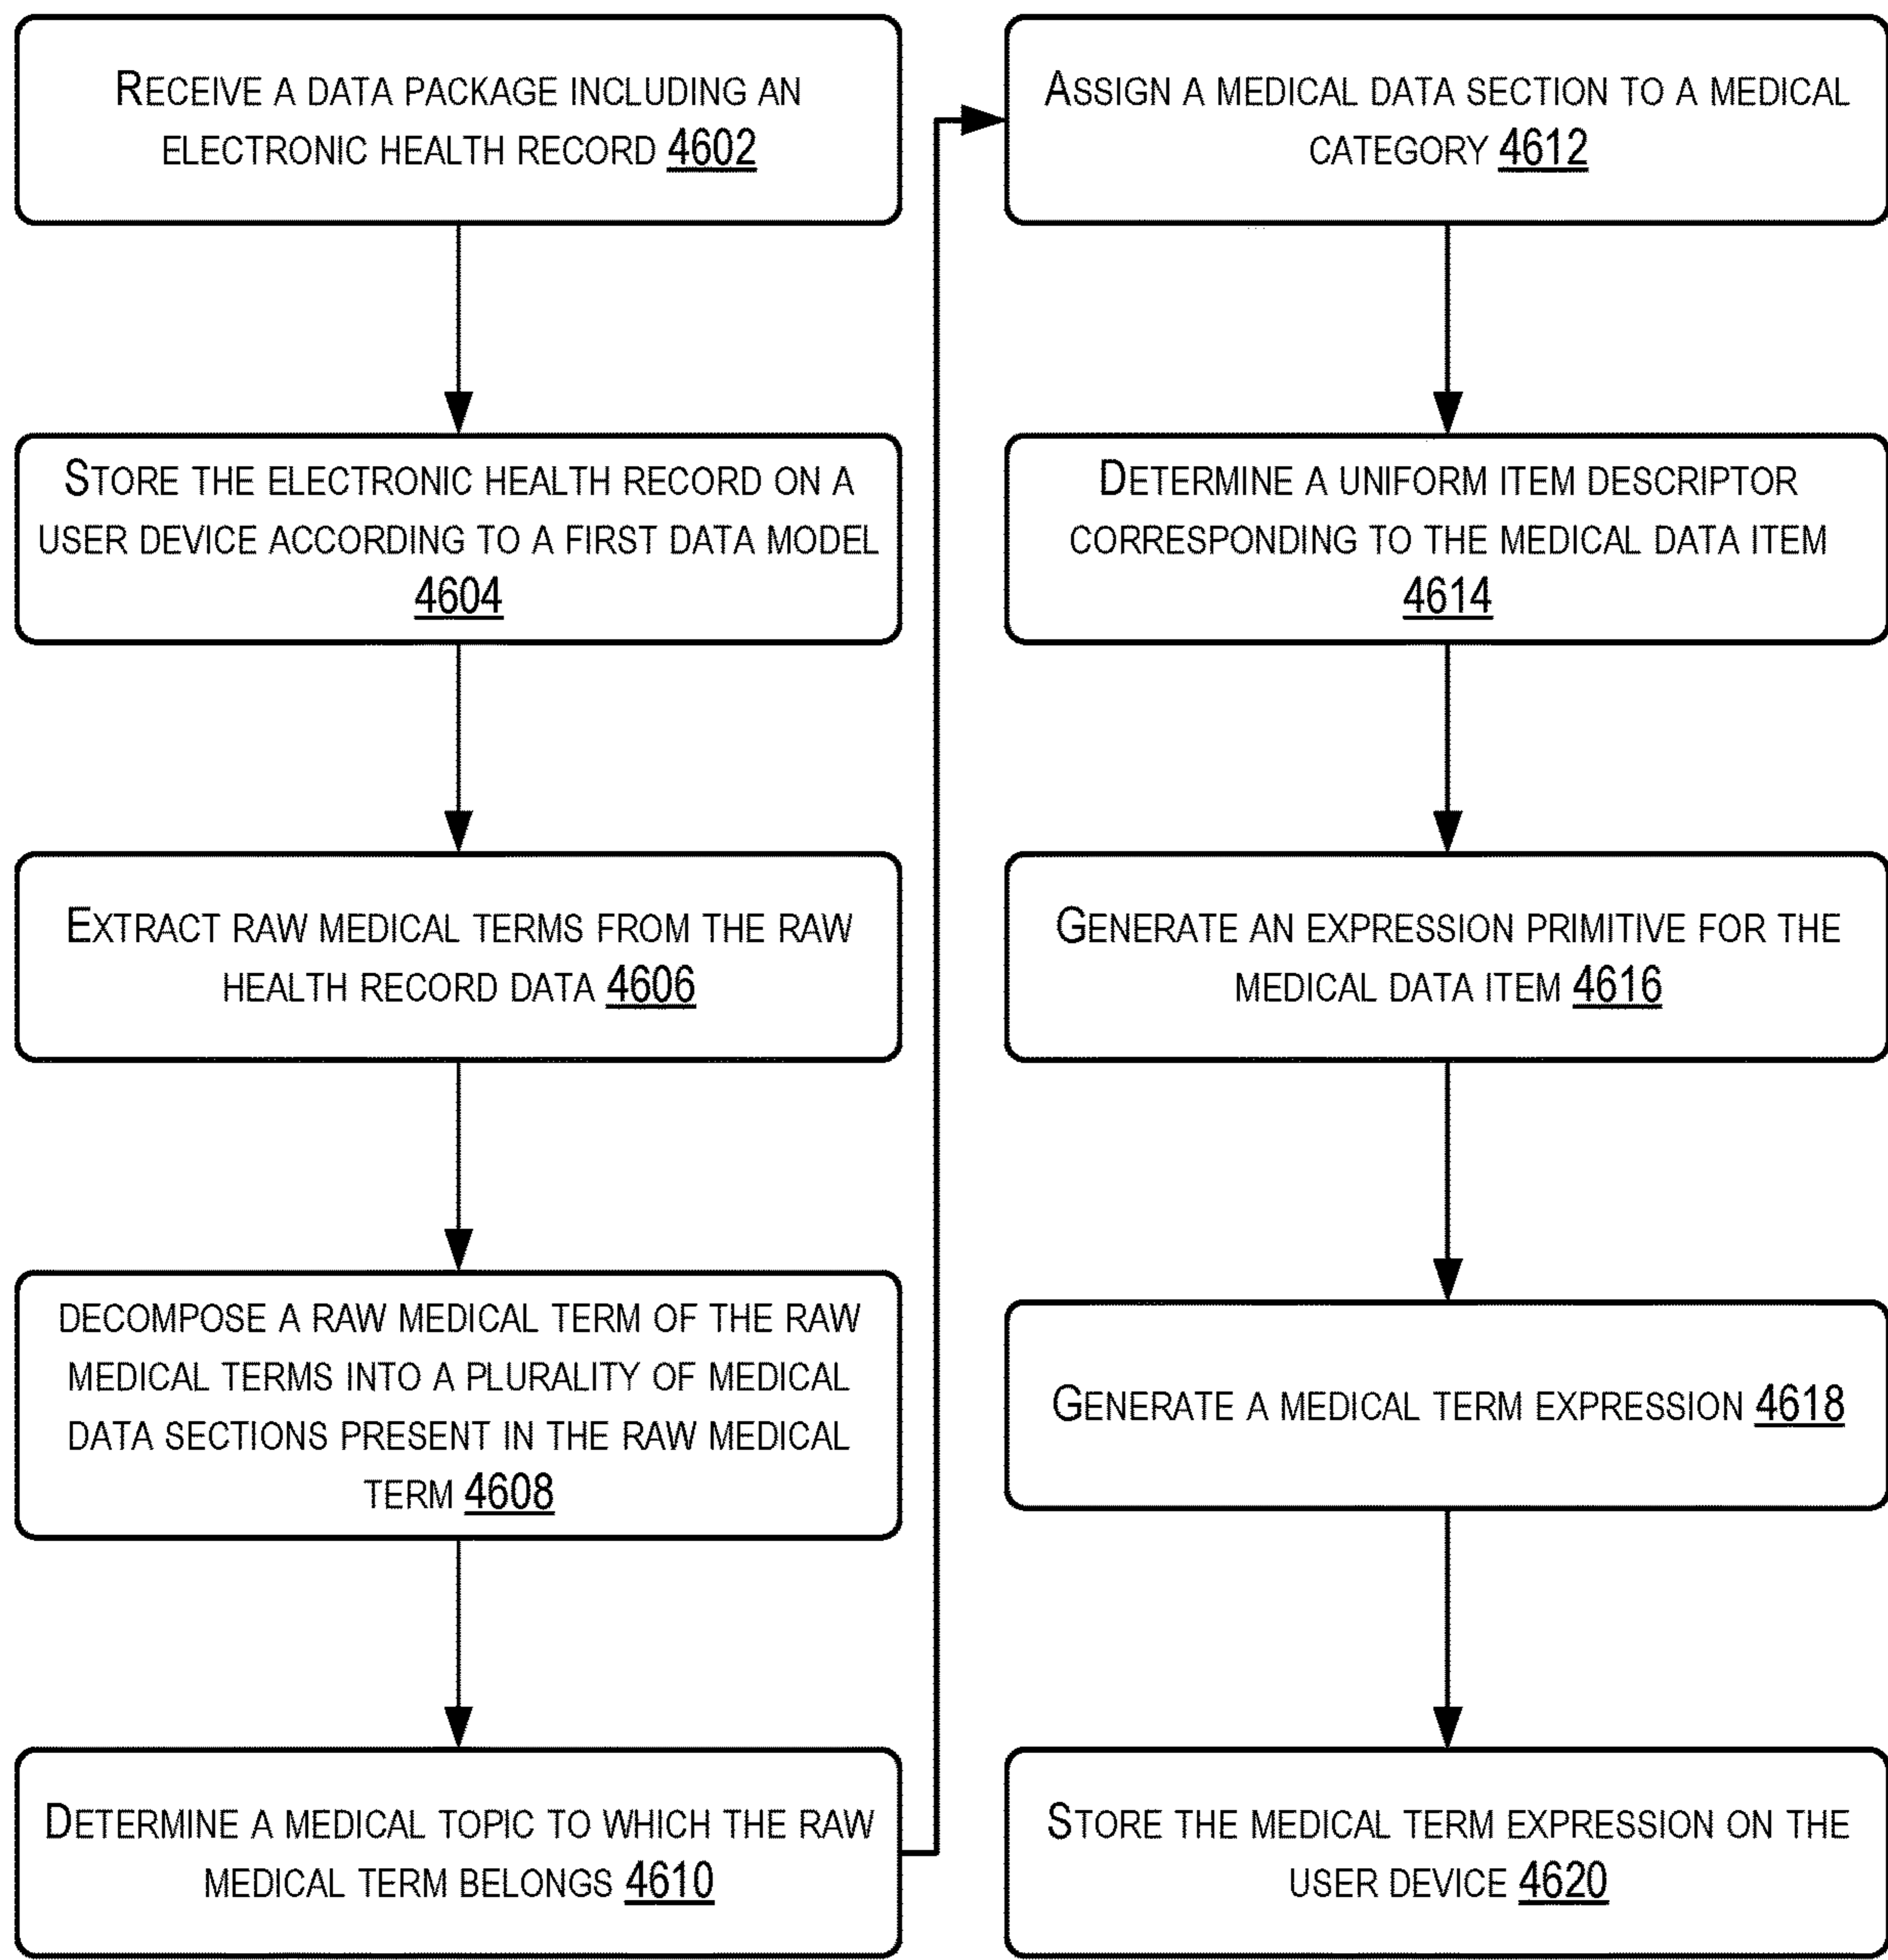 RECEIVE A DATA PACKAGE INCLUDING AN
ELECTRONIC HEALTH RECORD 4602
STORE THE ELECTRONIC HEALTH RECORD ON A
USER DEVICE ACCORDING TO A FIRST DATA MODEL
4604
EXTRACT RAW MEDICAL TERMS FROM THE RAW
HEALTH RECORD DATA 4606
DECOMPOSE A RAW MEDICAL TERM OF THE RAW
MEDICAL TERMS INTO A PLURALITY OF MEDICAL
DATA SECTIONS PRESENT IN THE RAW MEDICAL
TERM 4608
DETERMINE A MEDICAL TOPIC TO WHICH THE RAW
MEDICAL TERM BELONGS 4610
ASSIGN A MEDICAL DATA SECTION TO A MEDICAL
CATEGORY 4612
DETERMINE A UNIFORM ITEM DESCRIPTOR
CORRESPONDING TO THE MEDICAL DATA ITEM
4614
GENERATE AN EXPRESSION PRIMITIVE FOR THE
MEDICAL DATA ITEM 4616
GENERATE A MEDICAL TERM EXPRESSION 4618
STORE THE MEDICAL TERM EXPRESSION ON THE
USER DEVICE 4620